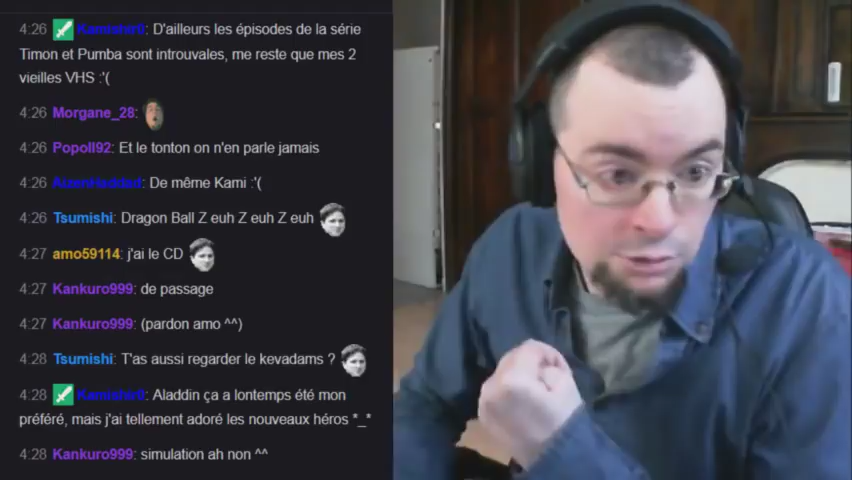 4:26 Kamishir0: D'ailleurs les épisodes de la série
Timon et Pumba sont introuvales, me reste que mes 2
vieilles VHS :'(
4:26 Morgane_28:
4:26 Popoll92: Et le tonton on n'en parle jamais
4:26 De même Kami :'(
4:26 Tsumishi: Dragon Ball Z euh Z euh Z euh
4:27 amo59114: j'ai le CD
4:27 Kankuro999: de passage
4:27 Kankuro999: (pardon amo ^^)
4:28 Tsumishi: T'as aussi regarder le kevadams ?
4:28 Kamishir0: Aladdin ça a lontemps été mon
préféré, mais j'ai tellement adoré les nouveaux héros *_*
4:28 Kankuro999: simulation ah non ^^